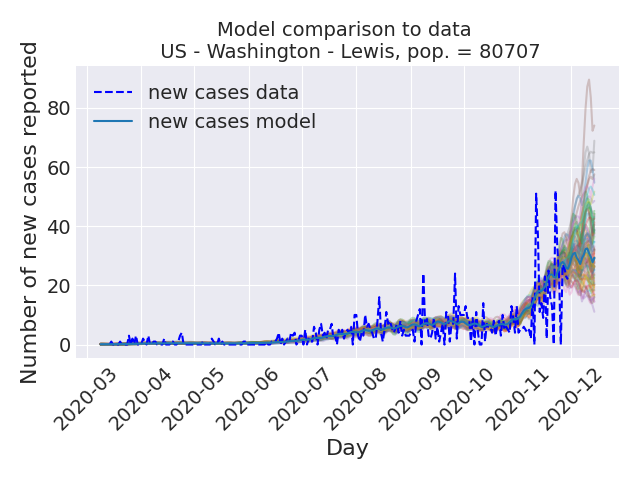 Model comparison to data
US - Washington - Lewis, pop. = 80707
Number of new cases reported
new cases data
new cases model
80
60
40
20
0
2020-03
2020-04
2020-05
2020-06
2020-07
2020-08
2020-09
2020-10
2020-11
2020-12
Day